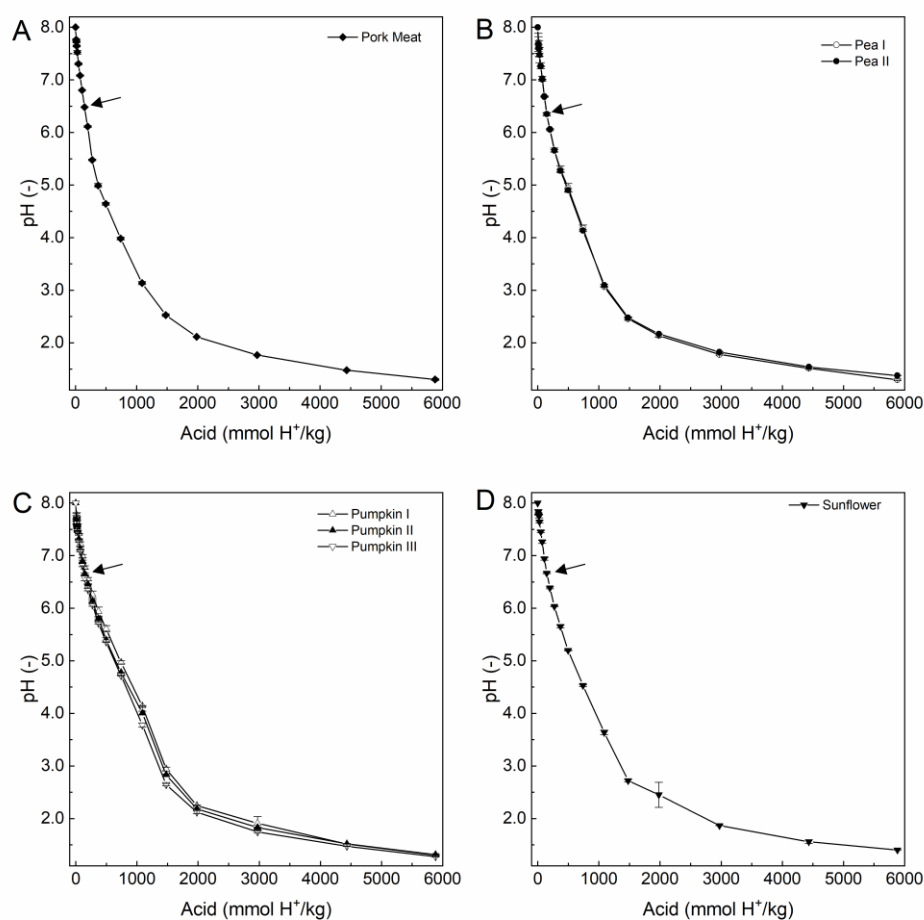 A
Pork Meat
8.0
7.0
6.0
5.0
4.0
3.0
2.0
pH (-)
0 1000 2000 3000 4000 5000 6000
Acid (mmol H⁺/kg)
B
Pea I
Pea II
8.0
7.0
6.0
5.0
4.0
3.0
2.0
pH (-)
0 1000 2000 3000 4000 5000 6000
Acid (mmol H⁺/kg)
C
Pumpkin I
Pumpkin II
Pumpkin III
8.0
7.0
6.0
5.0
4.0
3.0
2.0
pH (-)
0 1000 2000 3000 4000 5000 6000
Acid (mmol H⁺/kg)
D
Sunflower
8.0
7.0
6.0
5.0
4.0
3.0
2.0
pH (-)
0 1000 2000 3000 4000 5000 6000
Acid (mmol H⁺/kg)